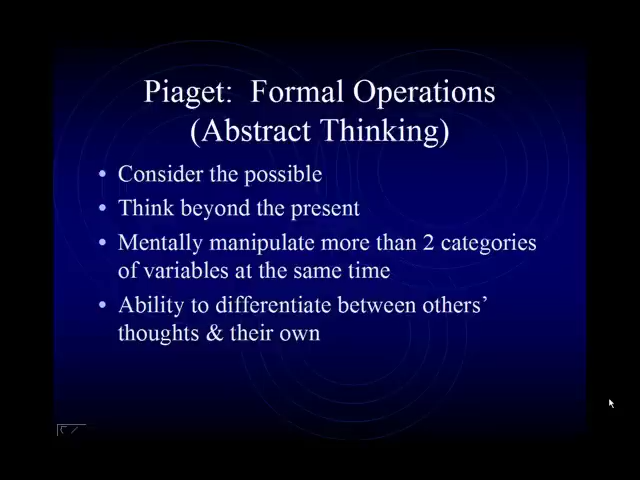 Piaget: Formal Operations
(Abstract Thinking)
• Consider the possible
• Think beyond the present
• Mentally manipulate more than 2 categories
of variables at the same time
• Ability to differentiate between others’
thoughts & their own